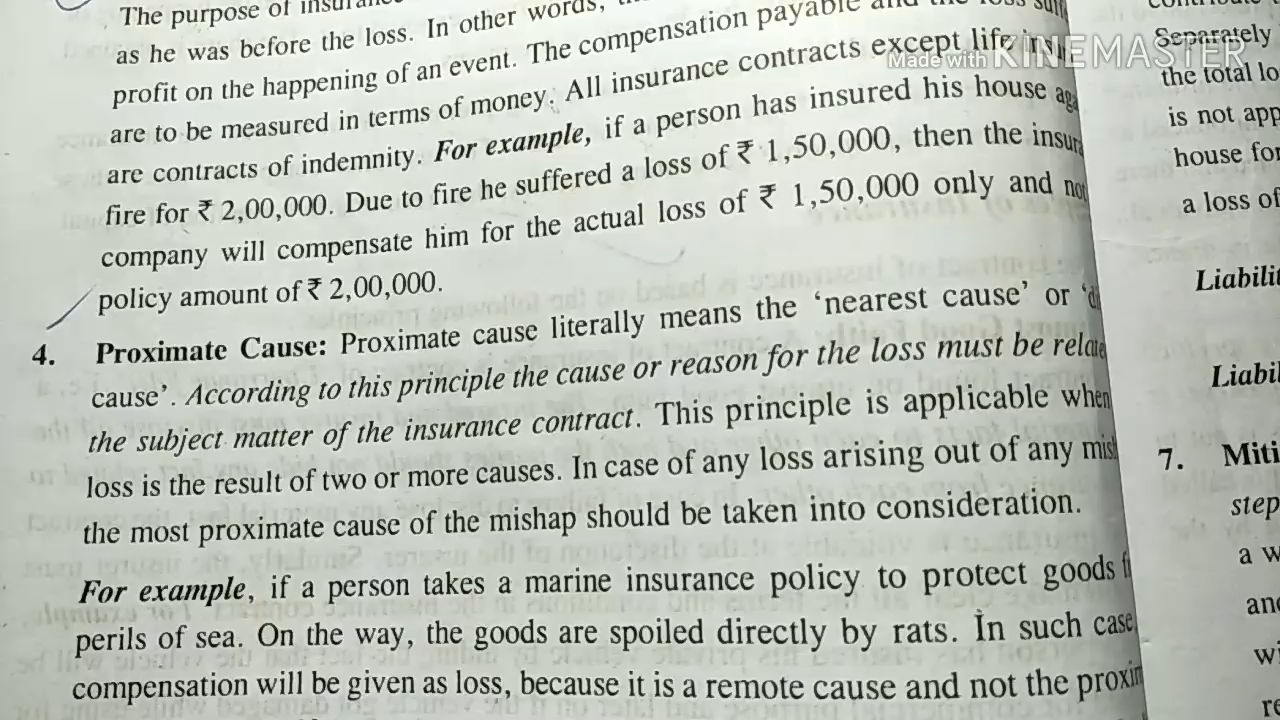 The purpose of
as he was before the loss. In other words,
profit on the happening of an event. The compensation payable and the loss
are to be measured in terms of money. All insurance contracts except life
are contracts of indemnity. For example, if a person has insured his house
fire for ₹ 2,00,000. Due to fire he suffered a loss of ₹ 1,50,000, then the
company will compensate him for the actual loss of ₹ 1,50,000 only and
policy amount of ₹ 2,00,000.
4. Proximate Cause: Proximate cause literally means the ‘nearest cause’ or
cause’. According to this principle the cause or reason for the loss must be
the subject matter of the insurance contract. This principle is applicable when
loss is the result of two or more causes. In case of any loss arising out of any
the most proximate cause of the mishap should be taken into consideration.
For example, if a person takes a marine insurance policy to protect goods
perils of sea. On the way, the goods are spoiled directly by rats. In such case
compensation will be given as loss, because it is a remote cause and not the
Made with KINEMASTER
Separately
the total
is not
house for
a loss of
7.